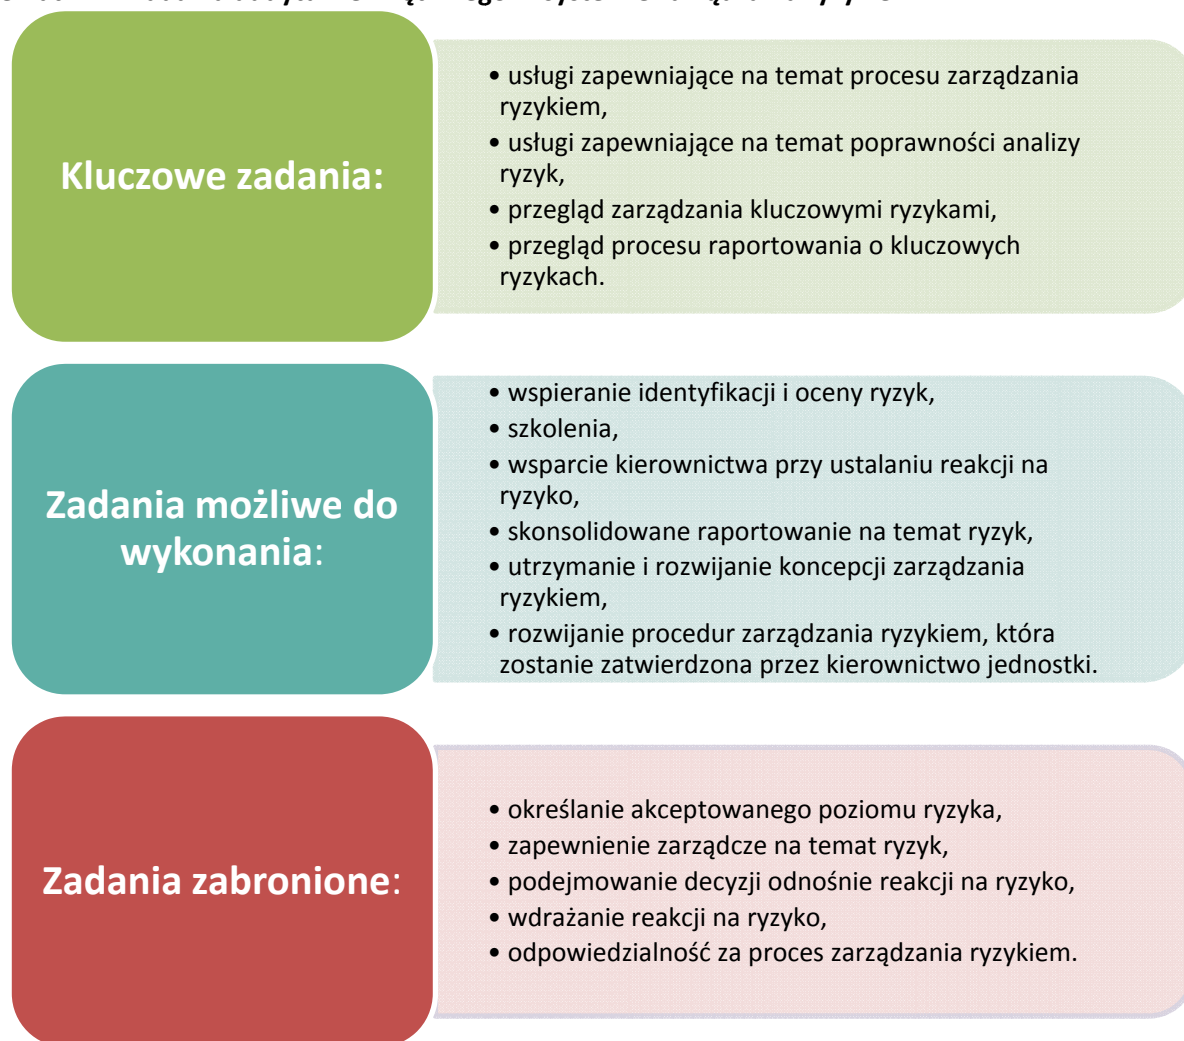 Kluczowe zadania:
• usługi zapewniające na temat procesu zarządzania
ryzykiem,
• usługi zapewniające na temat poprawności analizy
ryzyk,
• przegląd zarządzania kluczowymi ryzykami,
• przegląd procesu raportowania o kluczowych
ryzykach.
Zadania możliwe do
wykonania:
• wspieranie identyfikacji i oceny ryzyk,
• szkolenia,
• wsparcie kierownictwa przy ustalaniu reakcji na
ryzyko,
• skonsolidowane raportowanie na temat ryzyk,
• utrzymanie i rozwijanie koncepcji zarządzania
ryzykiem,
• rozwijanie procedur zarządzania ryzykiem, która
zostanie zatwierdzona przez kierownictwo jednostki.
Zadania zabronione:
• określanie akceptowanego poziomu ryzyka,
• zapewnienie zarządcze na temat ryzyk,
• podejmowanie decyzji odnośnie reakcji na ryzyko,
• wdrażanie reakcji na ryzyko,
• odpowiedzialność za proces zarządzania ryzykiem.